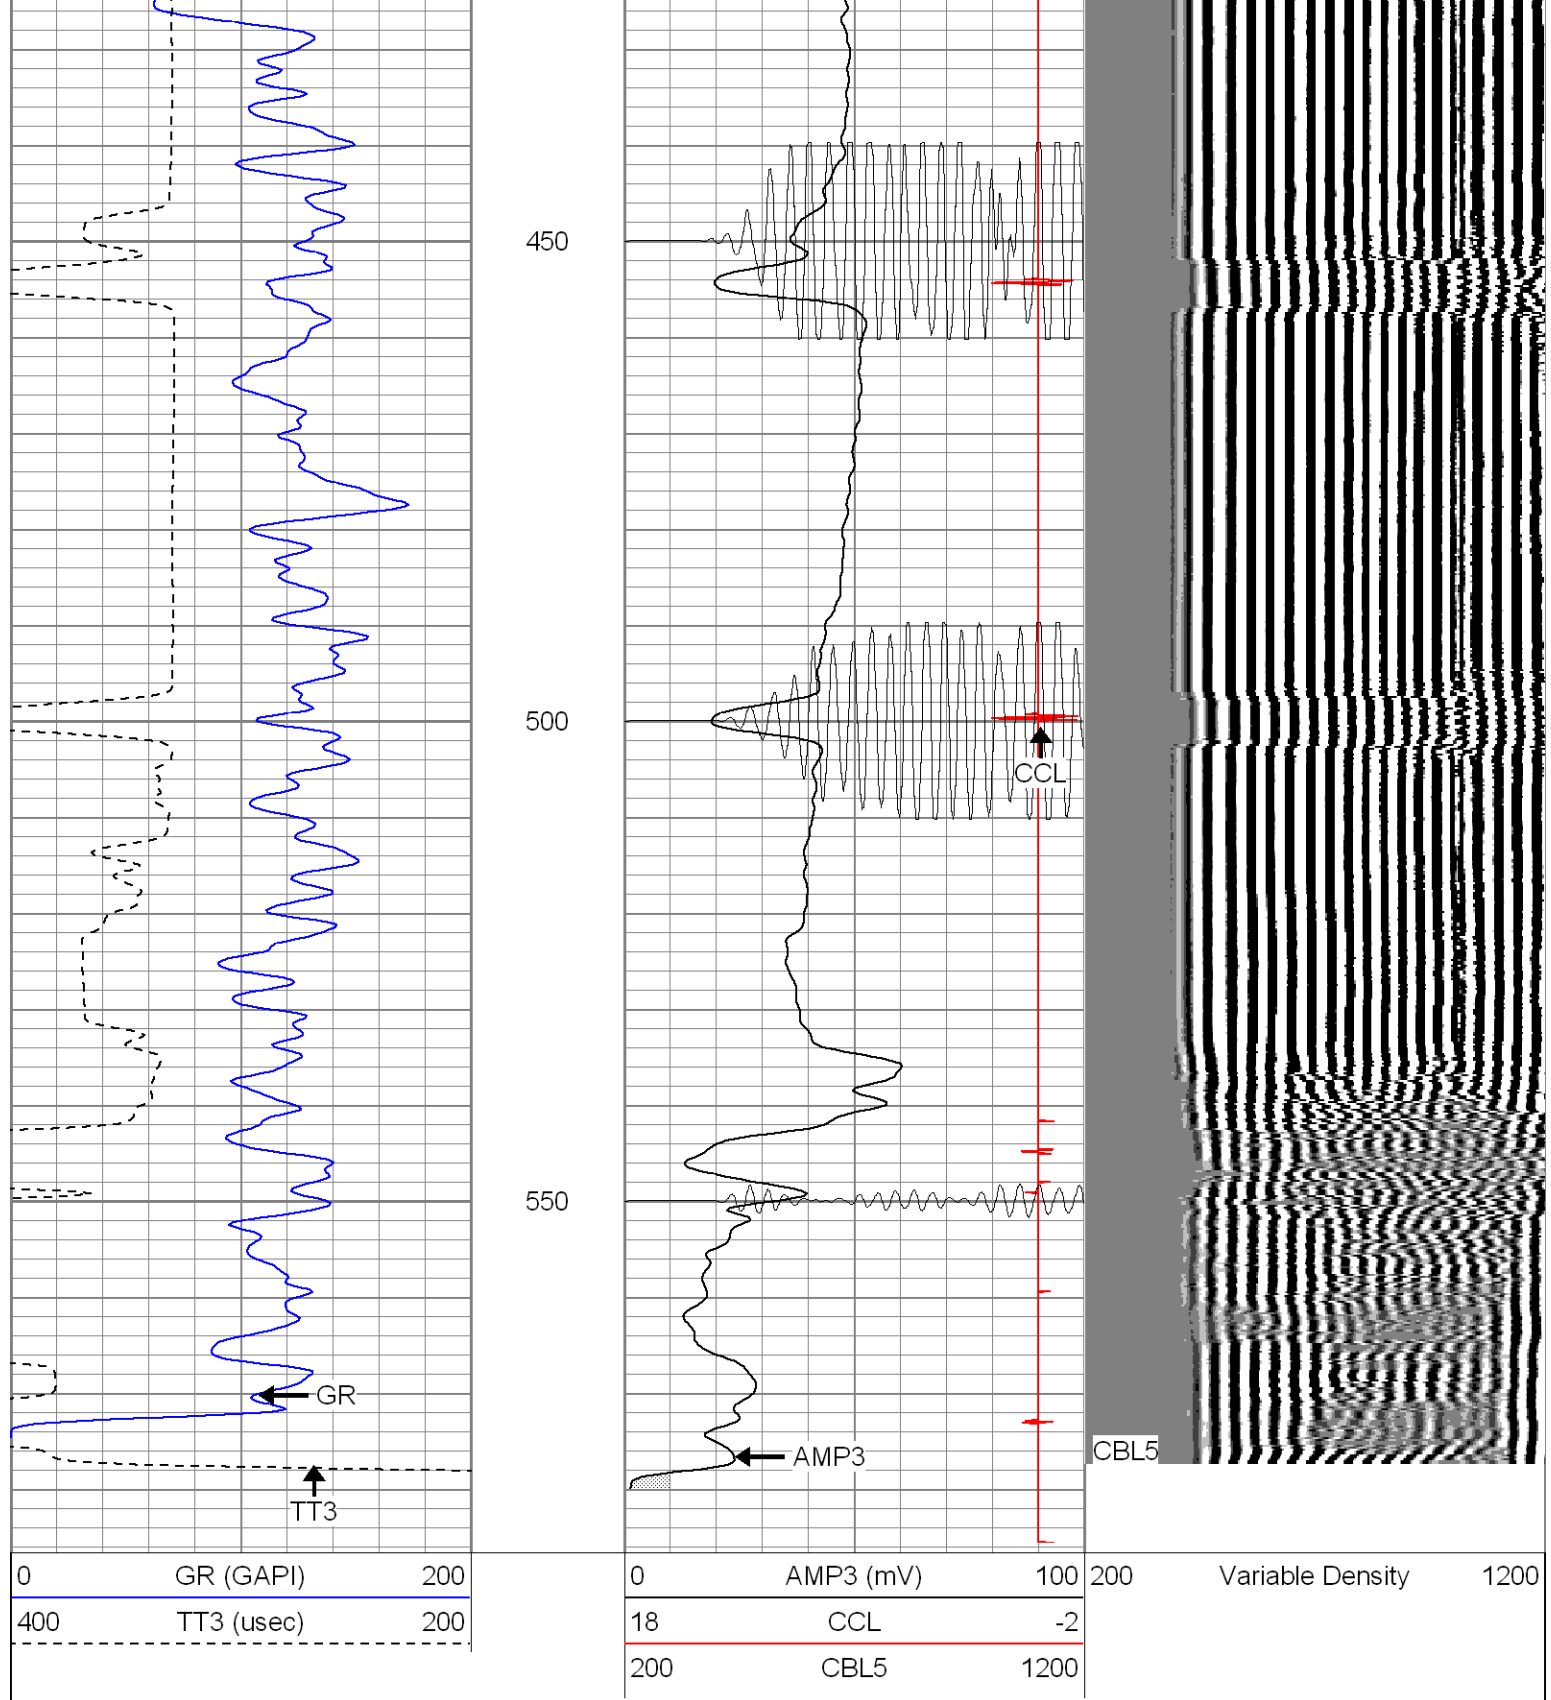 450
500
CCL
550
GR
CBL5
AMP3
TT3
0 GR (GAPI) 200
400 TT3 (usec) 200
0 AMP3 (mV) 100
18 CCL -2
200 CBL5 1200
200 Variable Density 1200